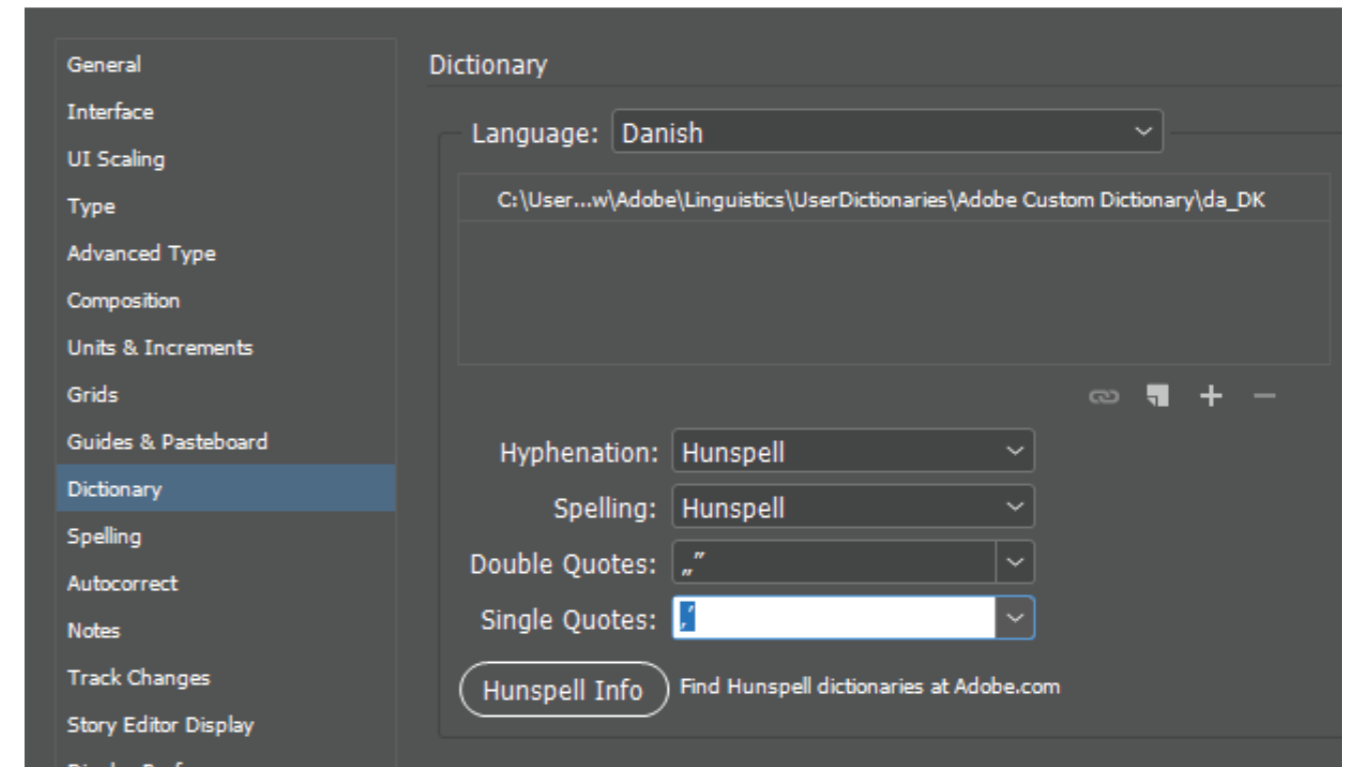 General
Interface
UI Scaling
Type
Advanced Type
Composition
Units & Increments
Grids
Guides & Pasteboard
Dictionary
Spelling
Autocorrect
Notes
Track Changes
Story Editor Display
Dictionary
Language: Danish
C:\User...w\Adobe\Linguistics\UserDictionaries\Adobe Custom Dictionary\da_DK
Hyphenation: Hunspell
Spelling: Hunspell
Double Quotes: „”
Single Quotes: ‚’
Hunspell Info Find Hunspell dictionaries at Adobe.com